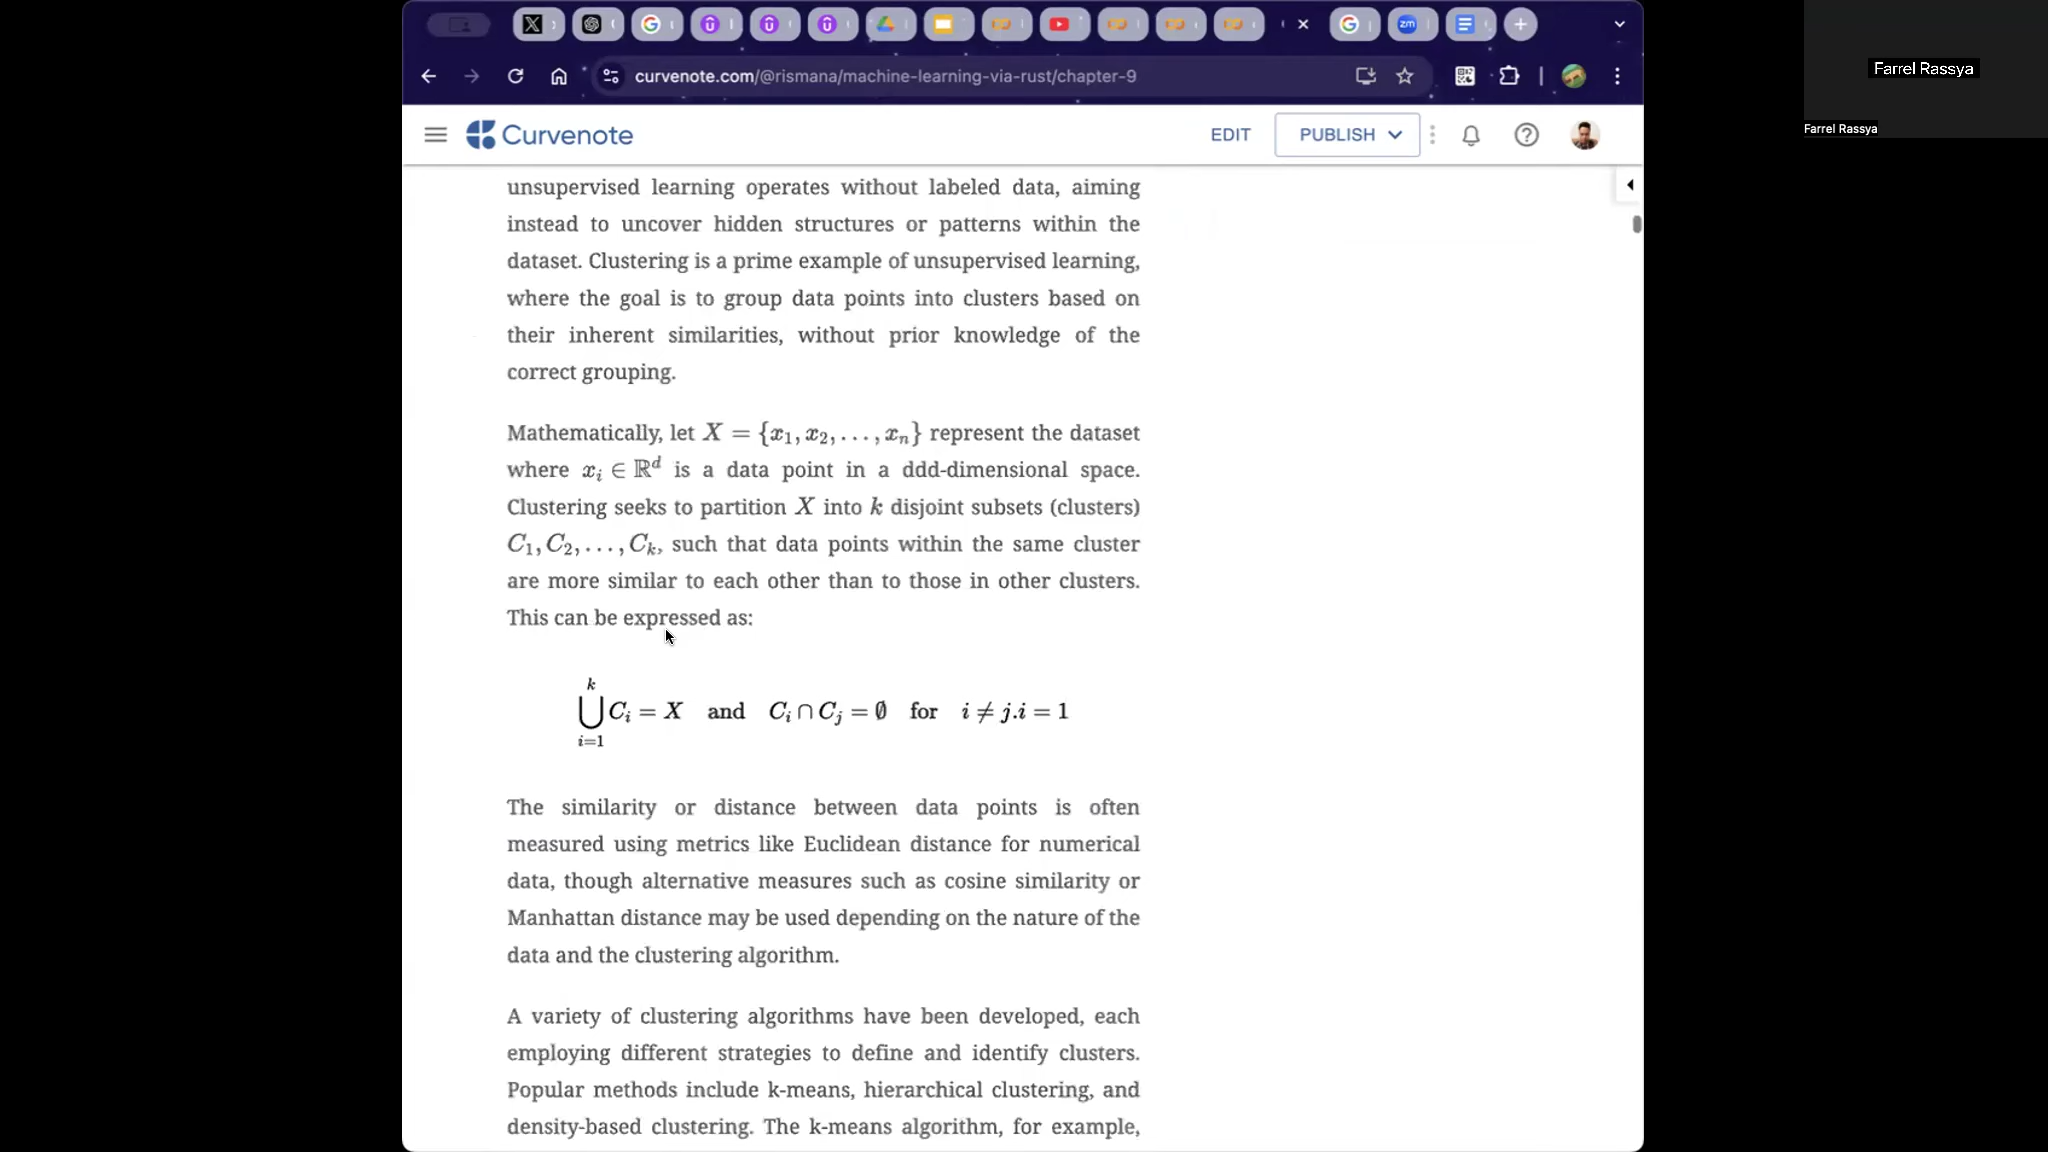 curvenote.com/@rismana/machine-learning-via-rust/chapter-9
Farrel Rassya
Farrel Rassya
Curvenote
EDIT
PUBLISH
unsupervised learning operates without labeled data, aiming
instead to uncover hidden structures or patterns within the
dataset. Clustering is a prime example of unsupervised learning,
where the goal is to group data points into clusters based on
their inherent similarities, without prior knowledge of the
correct grouping.
Mathematically, let X = {x₁, x₂, . . . , xₙ} represent the dataset
where xᵢ ∈ ℝᵈ is a data point in a ddd-dimensional space.
Clustering seeks to partition X into k disjoint subsets (clusters)
C₁, C₂, . . . , Cₖ, such that data points within the same cluster
are more similar to each other than to those in other clusters.
This can be expressed as:
k
⋃ Cᵢ = X and Cᵢ ∩ Cⱼ = ∅ for i ≠ j.i = 1
i=1
The similarity or distance between data points is often
measured using metrics like Euclidean distance for numerical
data, though alternative measures such as cosine similarity or
Manhattan distance may be used depending on the nature of the
data and the clustering algorithm.
A variety of clustering algorithms have been developed, each
employing different strategies to define and identify clusters.
Popular methods include k-means, hierarchical clustering, and
density-based clustering. The k-means algorithm, for example,